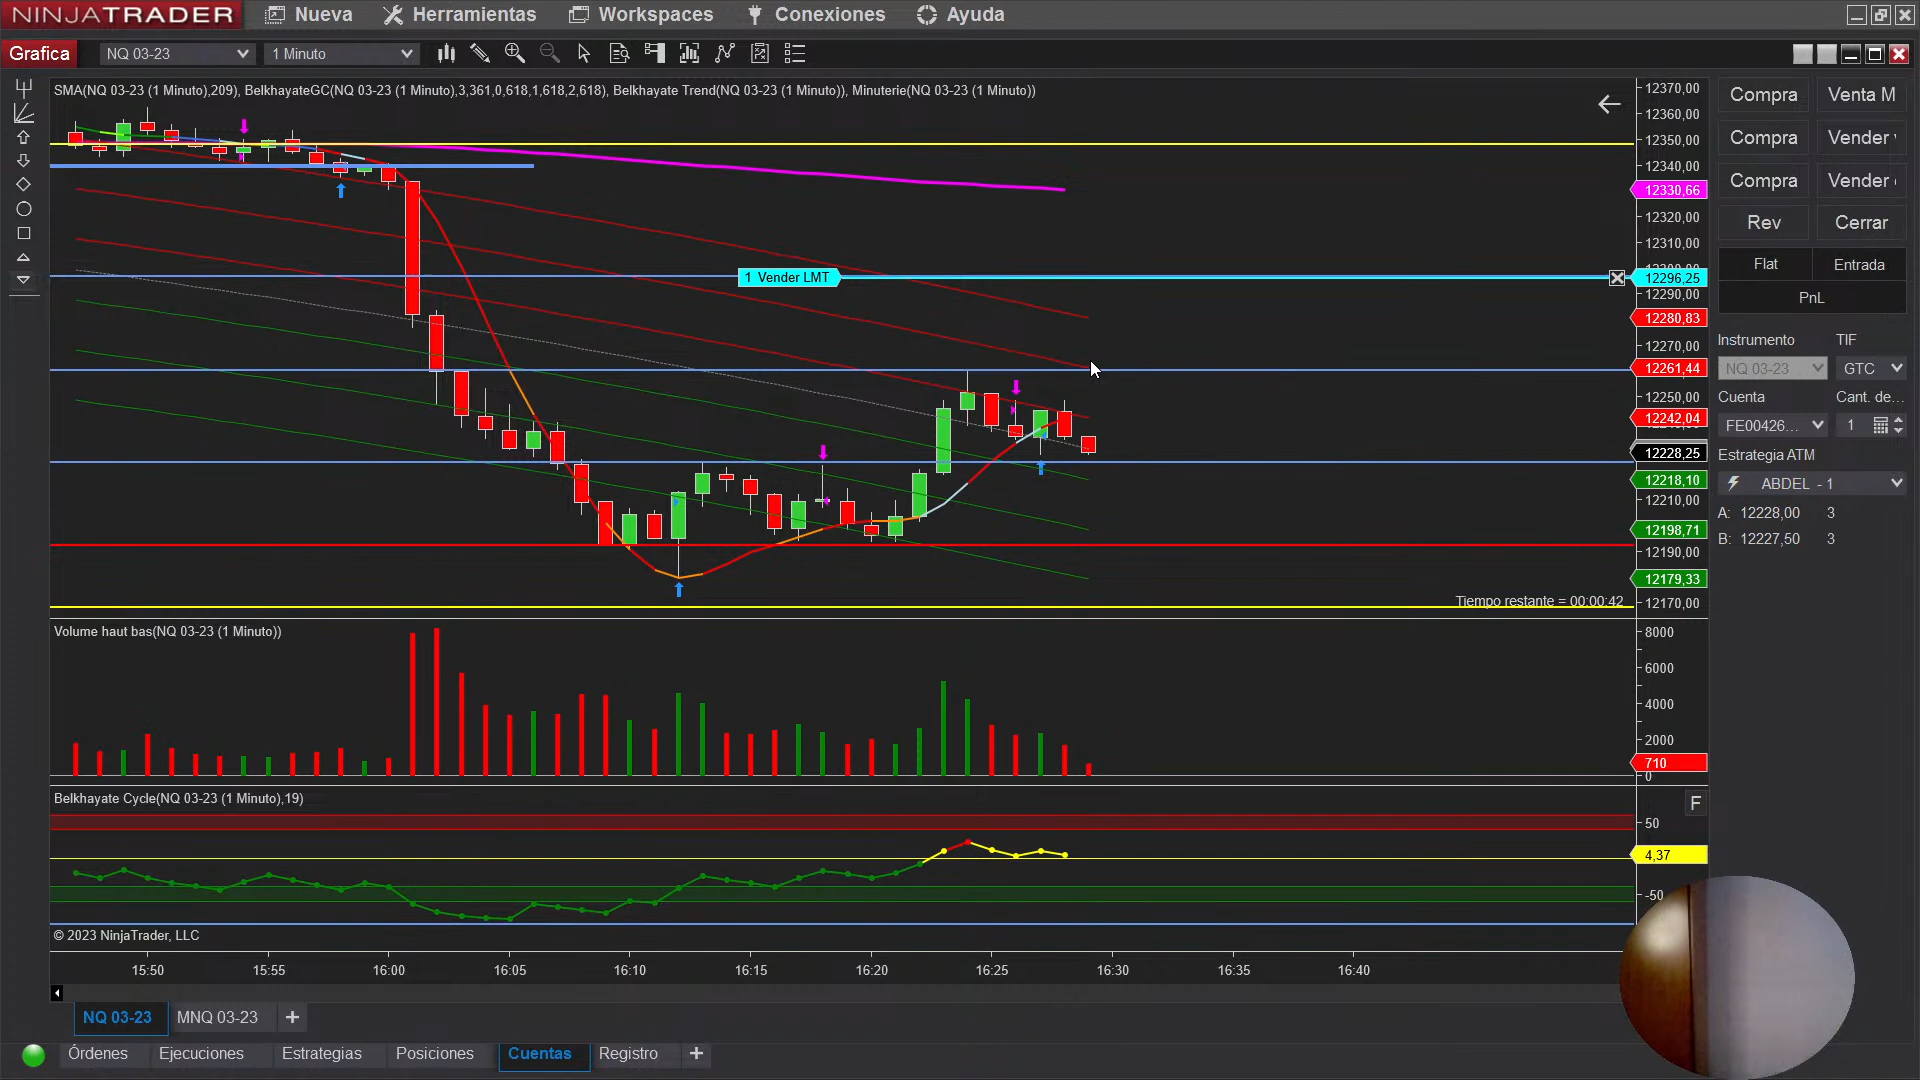 NINJATRADER Nueva Herramientas Workspaces Conexiones Ayuda
Grafica NQ 03-23 1 Minuto
SMA(NQ 03-23 (1 Minuto),209), BelkhayateGC(NQ 03-23 (1 Minuto),3,361,0,618,1,618,2,618), Belkhayate Trend(NQ 03-23 (1 Minuto)), Minuterie(NQ 03-23 (1 Minuto))
12370,00
12360,00
12350,00
12340,00
12330,66
12320,00
12310,00
1 Vender LMT
12296,25
12290,00
12280,83
12270,00
12261,44
12250,00
12242,04
12228,25
12218,10
12210,00
12198,71
12190,00
12179,33
12170,00
Tiempo restante = 00:00:42
Compra Venta M
Compra Vender
Compra Vender
Rev Cerrar
Flat Entrada
PnL
Instrumento TIF
NQ 03-23 GTC
Cuenta Cant. de...
FE00426... 1
Estrategia ATM
ABDEL - 1
A: 12228,00 3
B: 12227,50 3
Volume haut bas(NQ 03-23 (1 Minuto))
8000
6000
4000
2000
710
0
Belkhayate Cycle(NQ 03-23 (1 Minuto),19)
F
50
4,37
-50
© 2023 NinjaTrader, LLC
15:50 15:55 16:00 16:05 16:10 16:15 16:20 16:25 16:30 16:35 16:40
NQ 03-23 MNQ 03-23 +
Órdenes Ejecuciones Estrategias Posiciones Cuentas Registro +